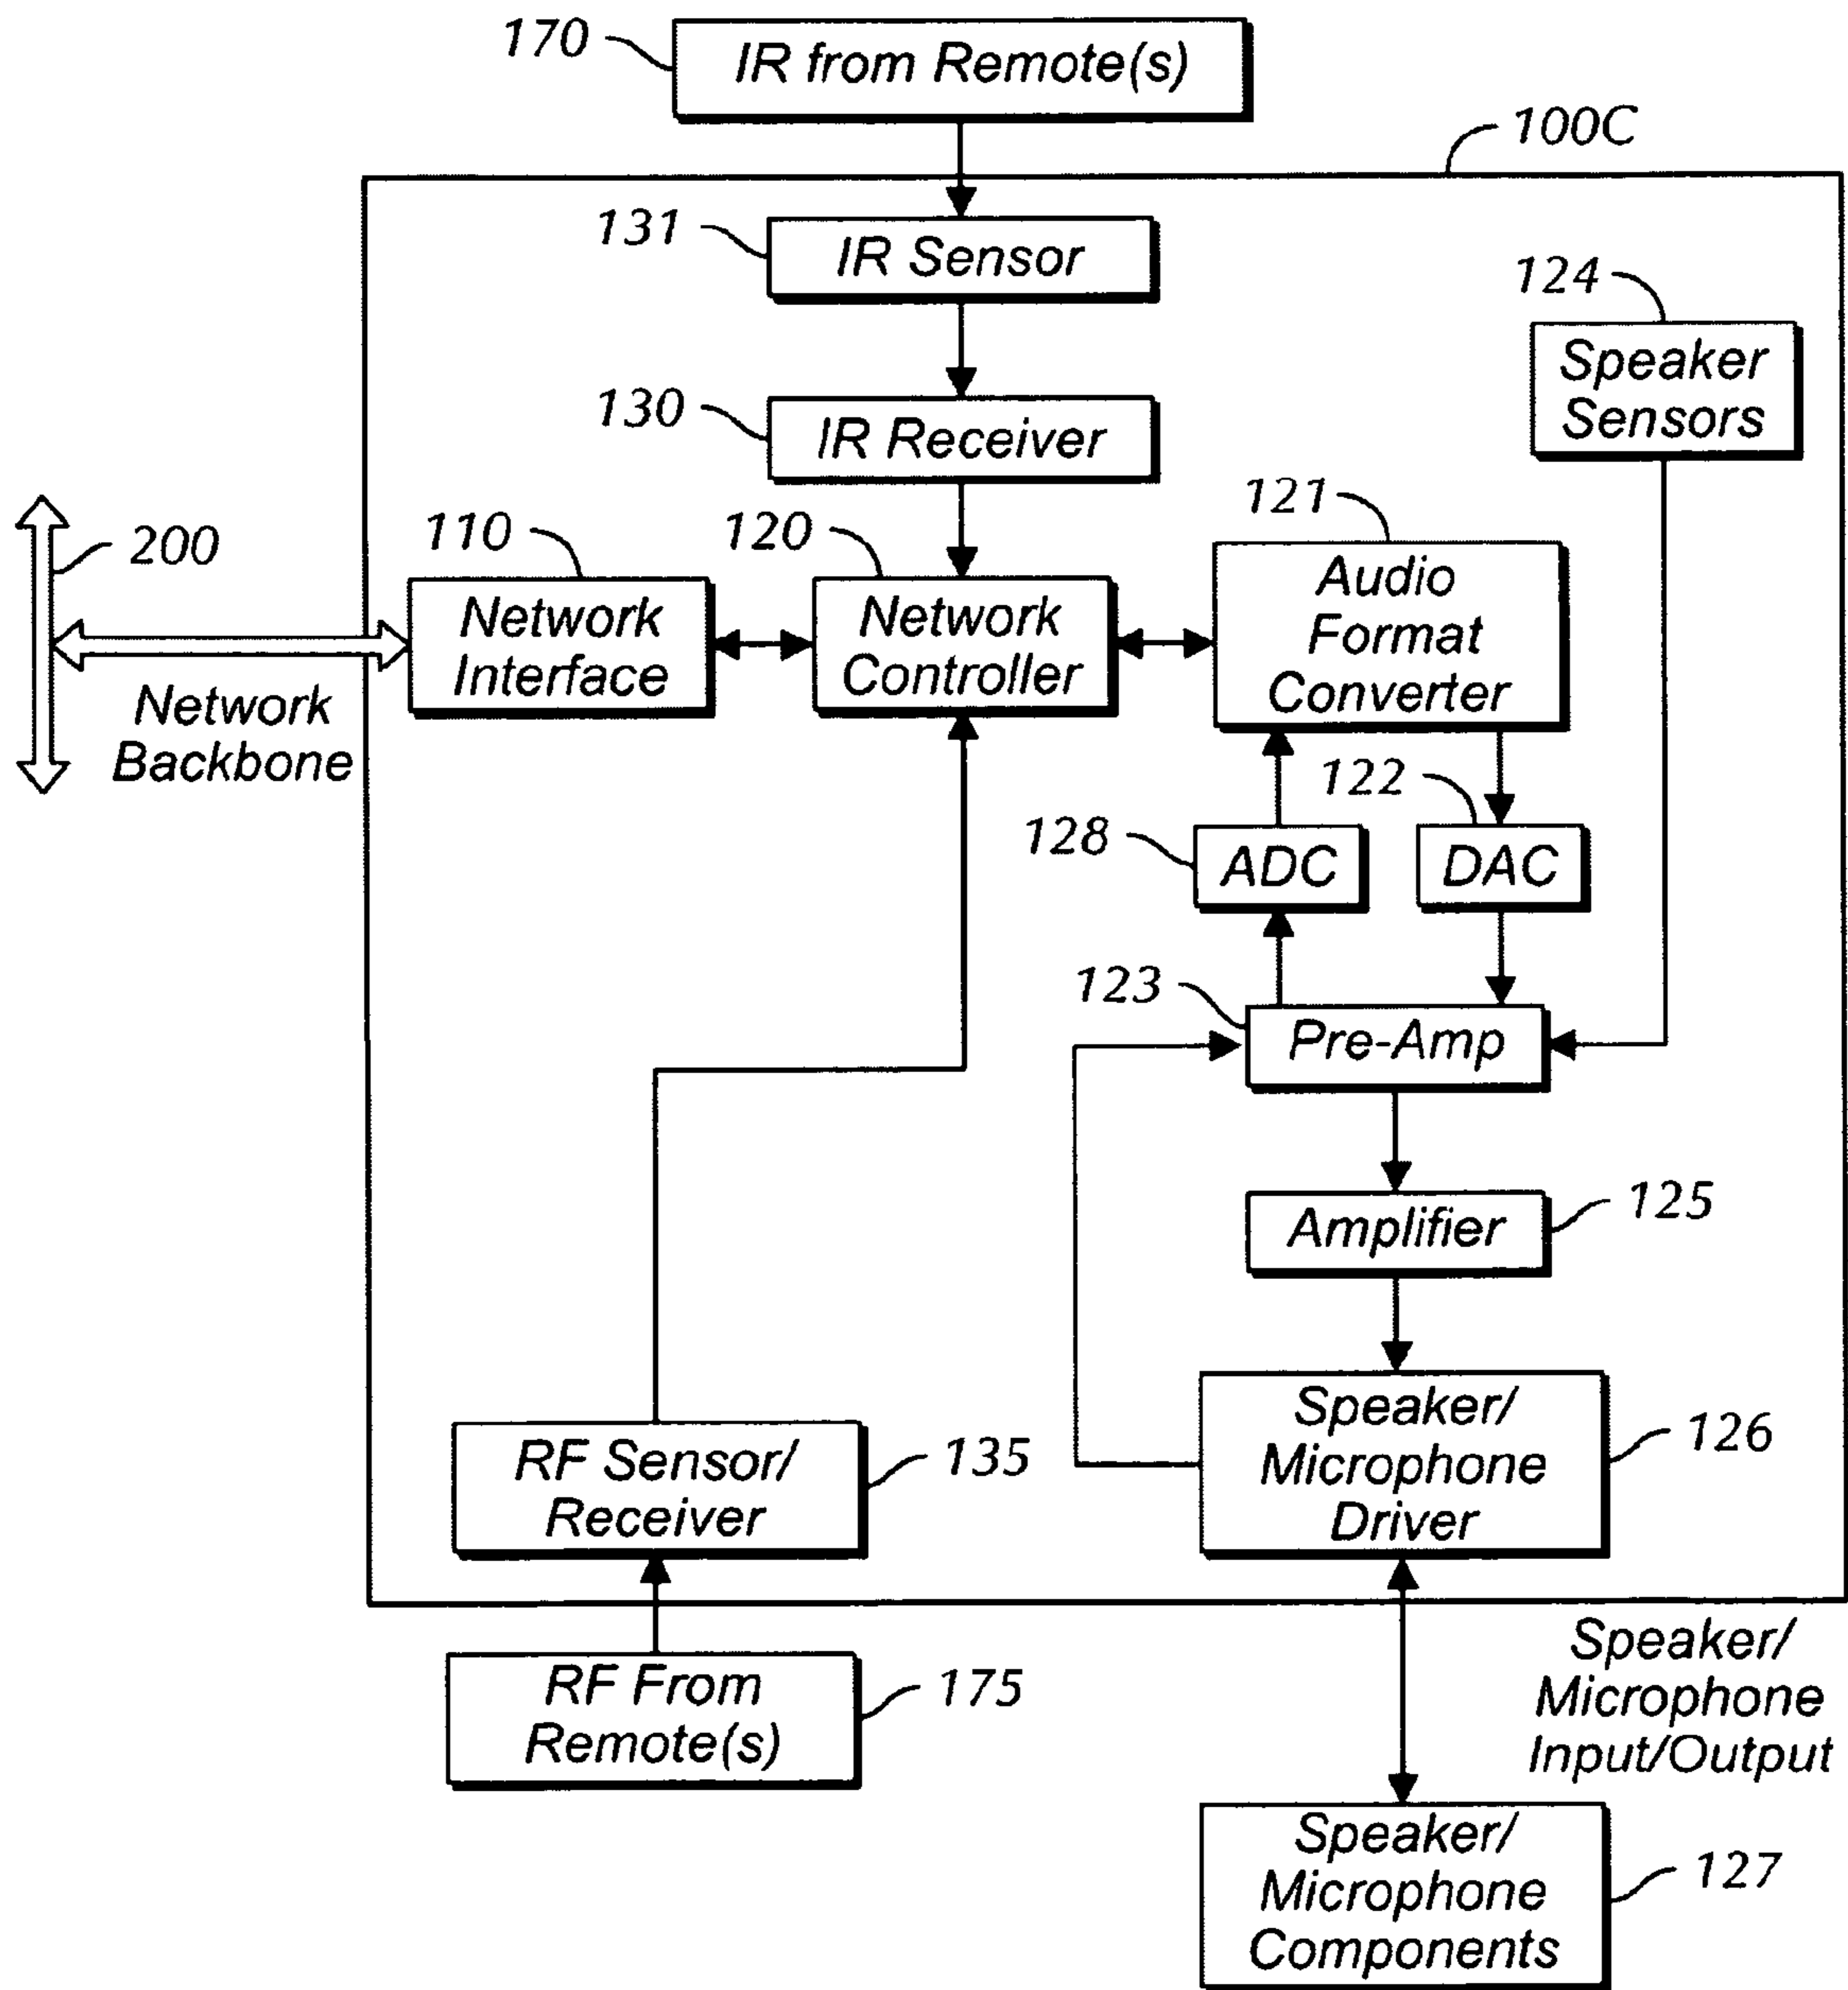 170
IR from Remote(s)
100C
131
IR Sensor
124
Speaker
Sensors
130
IR Receiver
121
200
110
120
Network
Interface
Network
Controller
Audio
Format
Converter
Network
Backbone
122
128
ADC
DAC
123
Pre-Amp
Amplifier
125
Speaker/
Microphone
Driver
126
RF Sensor/
Receiver
135
RF From
Remote(s)
175
Speaker/
Microphone
Input/Output
Speaker/
Microphone
Components
127